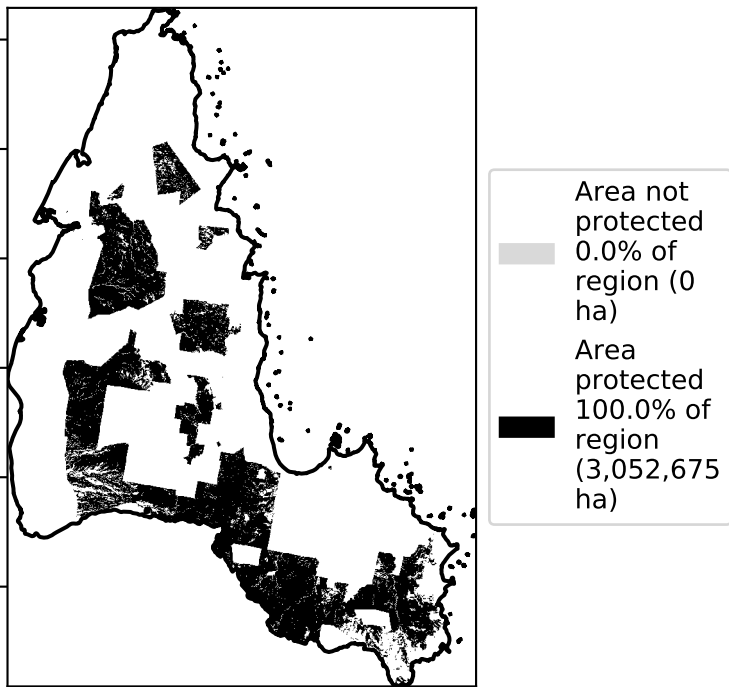 Area not
protected
0.0% of
region (0
ha)
Area
protected
100.0% of
region
(3,052,675
ha)